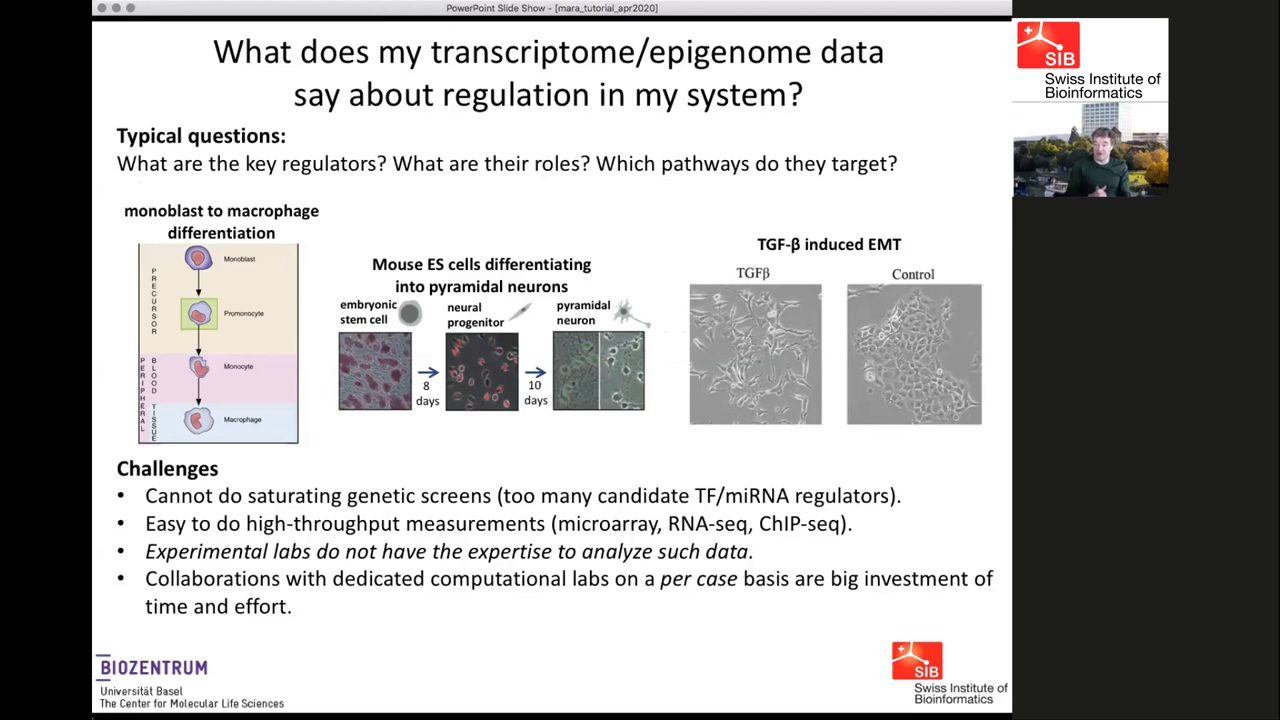 PowerPoint Slide Show - [mara_tutorial_apr2020]
What does my transcriptome/epigenome data
say about regulation in my system?
Typical questions:
What are the key regulators? What are their roles? Which pathways do they target?
monoblast to macrophage
differentiation
PRECURSOR
PERIPHERAL
BLOOD
TISSUE
Monoblast
Promonocyte
Monocyte
Macrophage
Mouse ES cells differentiating
into pyramidal neurons
embryonic
stem cell
neural
progenitor
pyramidal
neuron
8
days
10
days
TGF-β induced EMT
TGFβ
Control
Challenges
• Cannot do saturating genetic screens (too many candidate TF/miRNA regulators).
• Easy to do high-throughput measurements (microarray, RNA-seq, ChIP-seq).
• Experimental labs do not have the expertise to analyze such data.
• Collaborations with dedicated computational labs on a per case basis are big investment of
time and effort.
BIOZENTRUM
Universität Basel
The Center for Molecular Life Sciences
SIB
Swiss Institute of
Bioinformatics
SIB
Swiss Institute of
Bioinformatics